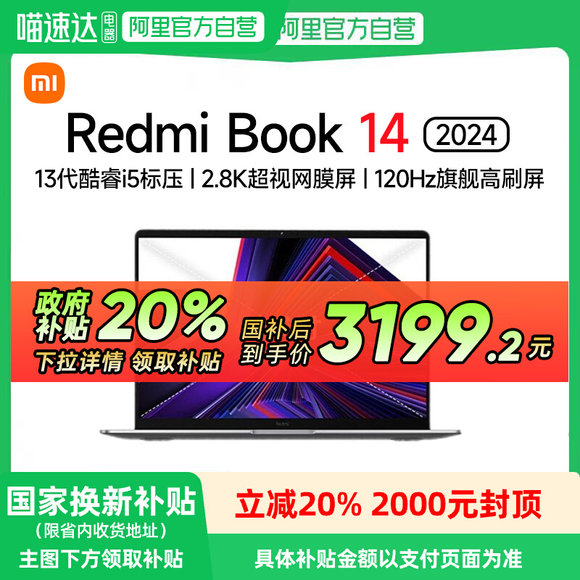 喵速达电器 阿里官方自营 阿里官方自营
mi
Redmi Book 14 2024
13代酷睿i5标压 | 2.8K超视网膜屏 | 120Hz旗舰高刷屏
政府补贴 20%
国补后到手价 3199.2元
下拉详情 领取补贴
Redmi
国家换新补贴
(限省内收货地址)
主图下方领取补贴
立减20% 2000元封顶
具体补贴金额以支付页面为准